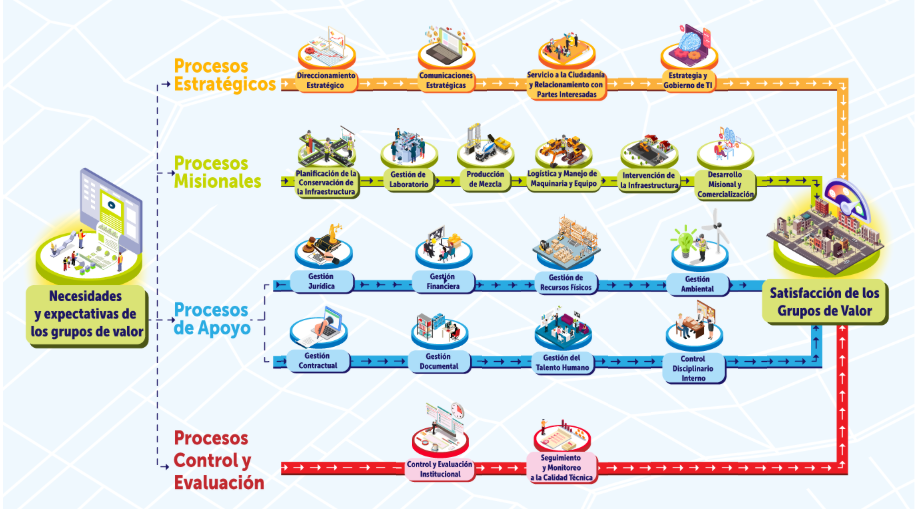 Procesos
Estratégicos
Direccionamiento
Estratégico
Comunicaciones
Estratégicas
Servicio a la Ciudadanía
y Relacionamiento con
Partes Interesadas
Estrategia y
Gobierno de TI
Procesos
Misionales
Planificación de la
Conservación de
la Infraestructura
Gestión de
Laboratorio
Producción
de Mezcla
Logística y Manejo de
Maquinaria y Equipo
Intervención de
la Infraestructura
Desarrollo
Misional y
Comercialización
Necesidades
y expectativas de
los grupos de valor
Procesos
de Apoyo
Gestión
Jurídica
Gestión
Financiera
Gestión de
Recursos Físicos
Gestión
Ambiental
Gestión
Contractual
Gestión
Documental
Gestión del
Talento Humano
Control
Disciplinario
Interno
Satisfacción de los
Grupos de Valor
Procesos
Control y
Evaluación
Control y Evaluación
Institucional
Seguimiento
y Monitoreo
a la Calidad Técnica